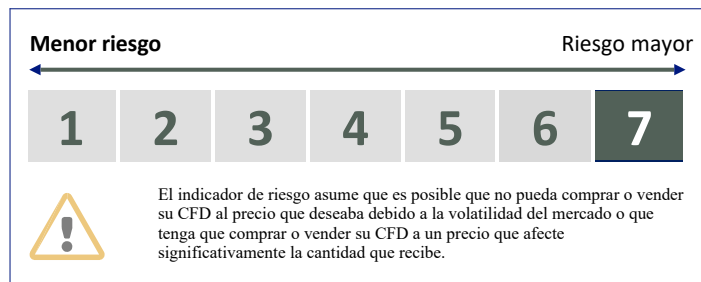 Menor riesgo Riesgo mayor
1 2 3 4 5 6 7
El indicador de riesgo asume que es posible que no pueda comprar o vender
su CFD al precio que deseaba debido a la volatilidad del mercado o que
tenga que comprar o vender su CFD a un precio que afecte
significativamente la cantidad que recibe.